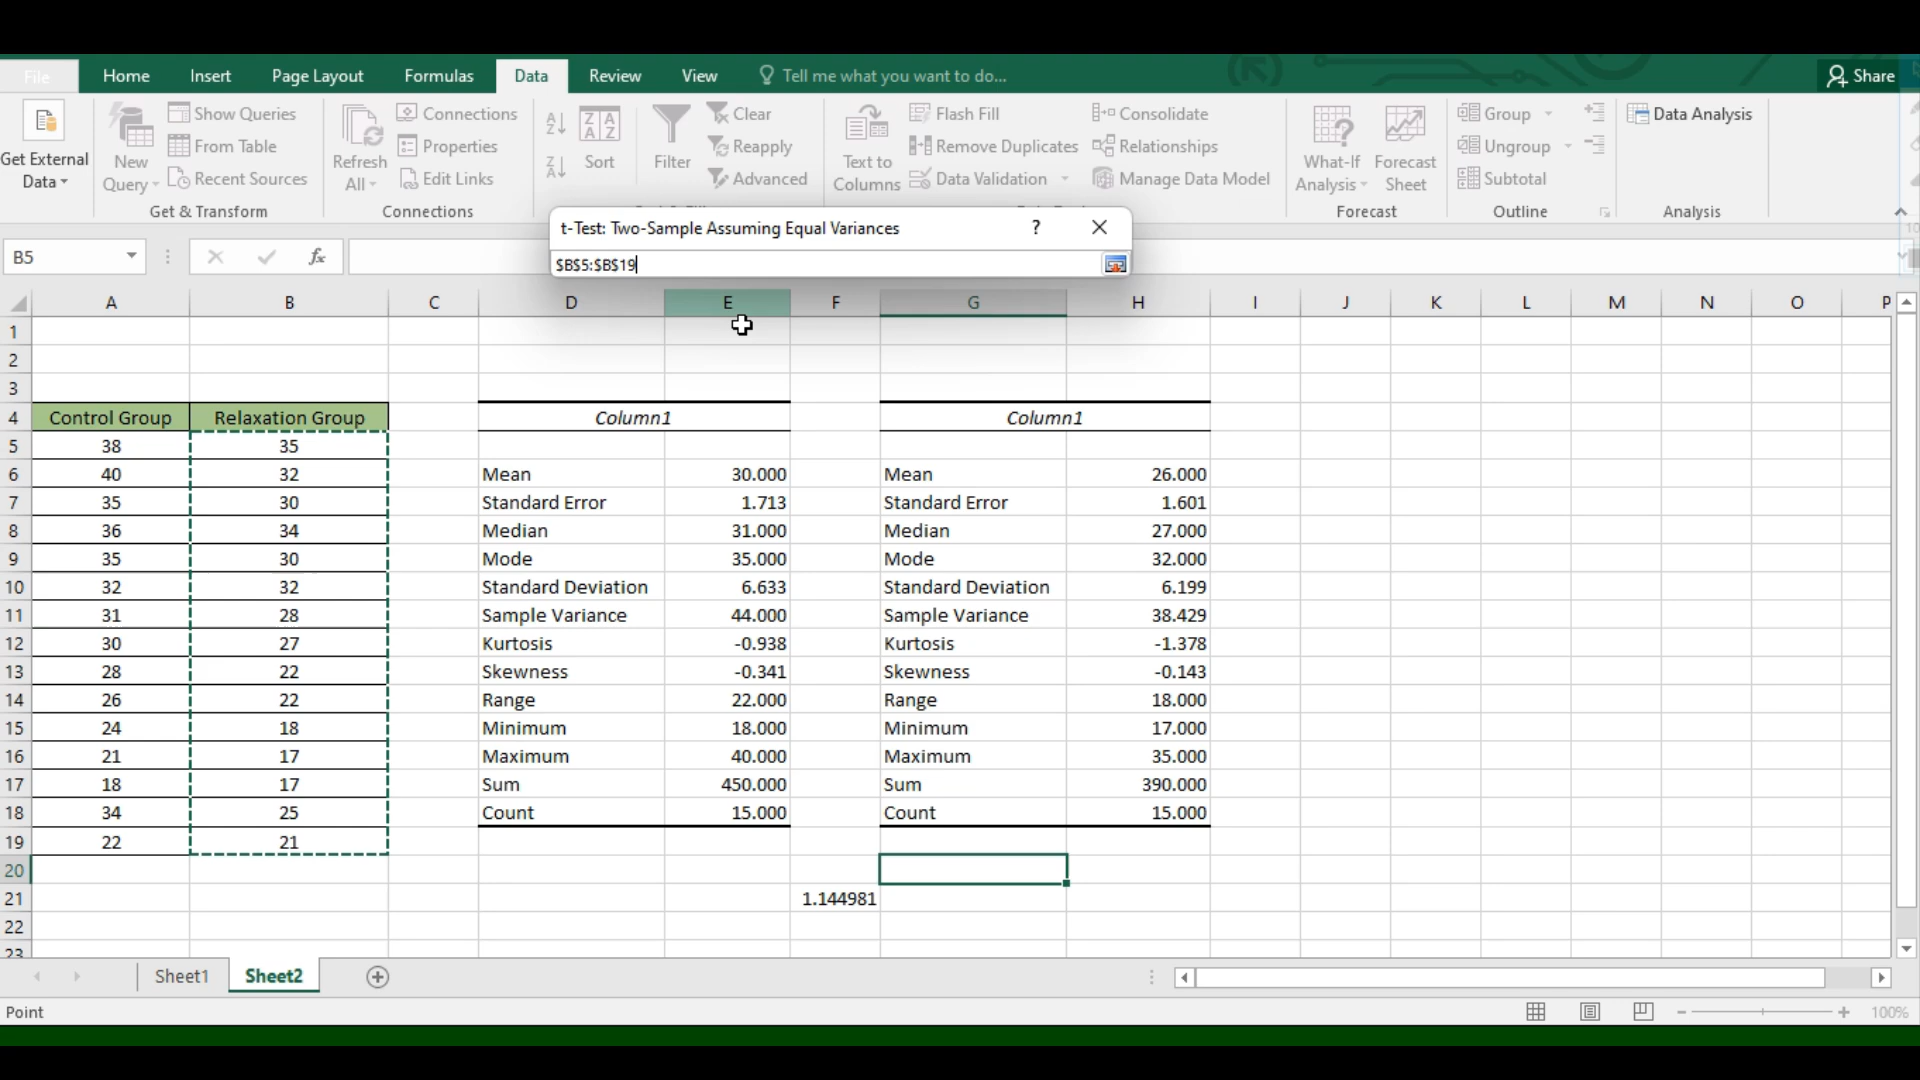 File Home Insert Page Layout Formulas Data Review View Tell me what you want to do... Share
Get External Data
New Query
Show Queries
From Table
Recent Sources
Get & Transform
Refresh All
Connections
Properties
Edit Links
Connections
Sort
Filter
Clear
Reapply
Advanced
Text to Columns
Flash Fill
Remove Duplicates
Data Validation
Consolidate
Relationships
Manage Data Model
What-If Analysis
Forecast Sheet
Forecast
Group
Ungroup
Subtotal
Outline
Data Analysis
Analysis
t-Test: Two-Sample Assuming Equal Variances ?
$B$5:$B$19
B5 fx
A B C D E F G H I J K L M N O P
1
2
3
4 Control Group Relaxation Group Column1 Column1
5 38 35
6 40 32 Mean 30.000 Mean 26.000
7 35 30 Standard Error 1.713 Standard Error 1.601
8 36 34 Median 31.000 Median 27.000
9 35 30 Mode 35.000 Mode 32.000
10 32 32 Standard Deviation 6.633 Standard Deviation 6.199
11 31 28 Sample Variance 44.000 Sample Variance 38.429
12 30 27 Kurtosis -0.938 Kurtosis -1.378
13 28 22 Skewness -0.341 Skewness -0.143
14 26 22 Range 22.000 Range 18.000
15 24 18 Minimum 18.000 Minimum 17.000
16 21 17 Maximum 40.000 Maximum 35.000
17 18 17 Sum 450.000 Sum 390.000
18 34 25 Count 15.000 Count 15.000
19 22 21
20
21 1.144981
22
23
Sheet1 Sheet2
Point 100%